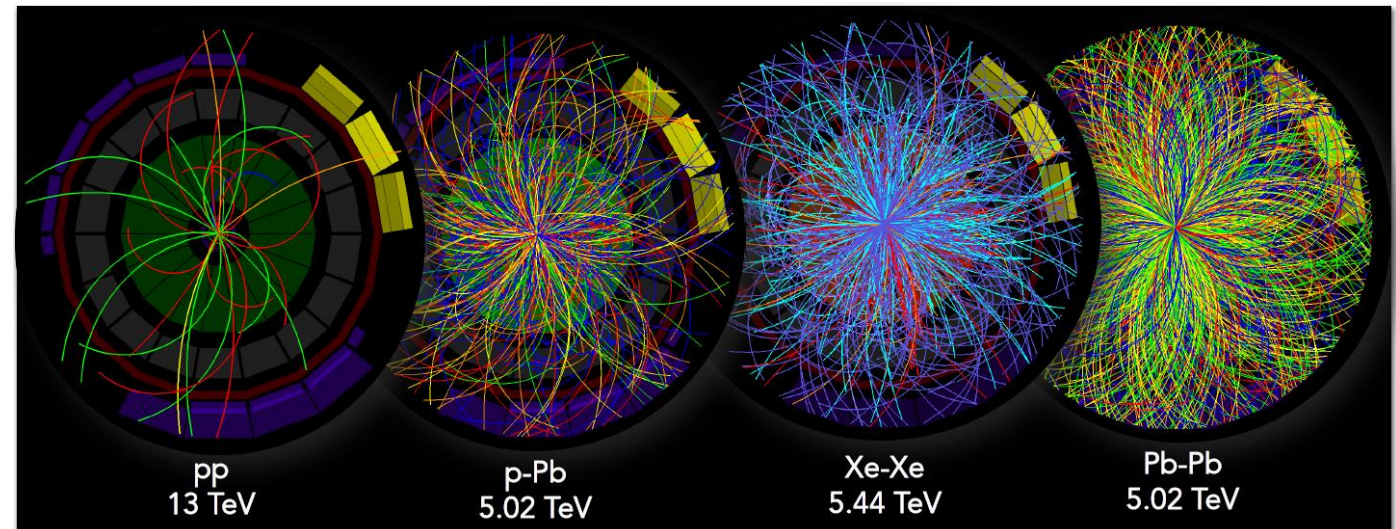 pp
13 TeV
p-Pb
5.02 TeV
Xe-Xe
5.44 TeV
Pb-Pb
5.02 TeV